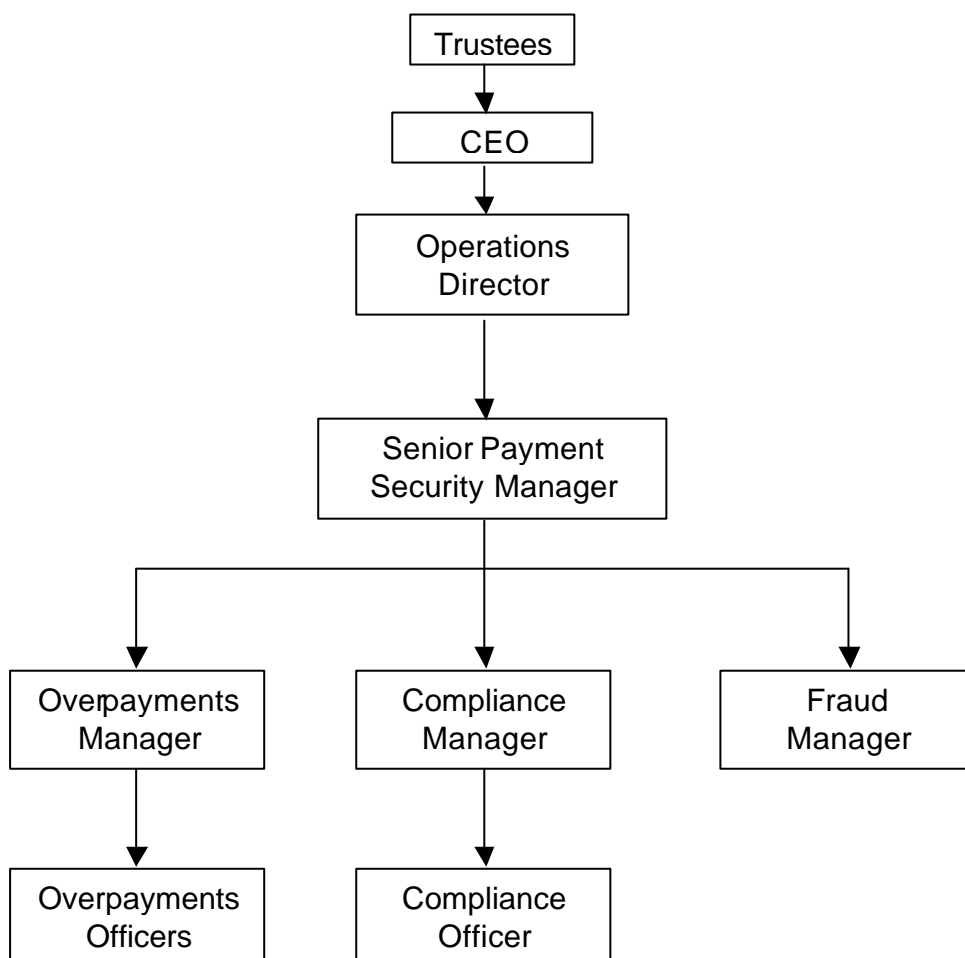 Trustees
CEO
Operations
Director
Senior Payment
Security Manager
Overpayments
Manager
Compliance
Manager
Fraud
Manager
Overpayments
Officers
Compliance
Officer